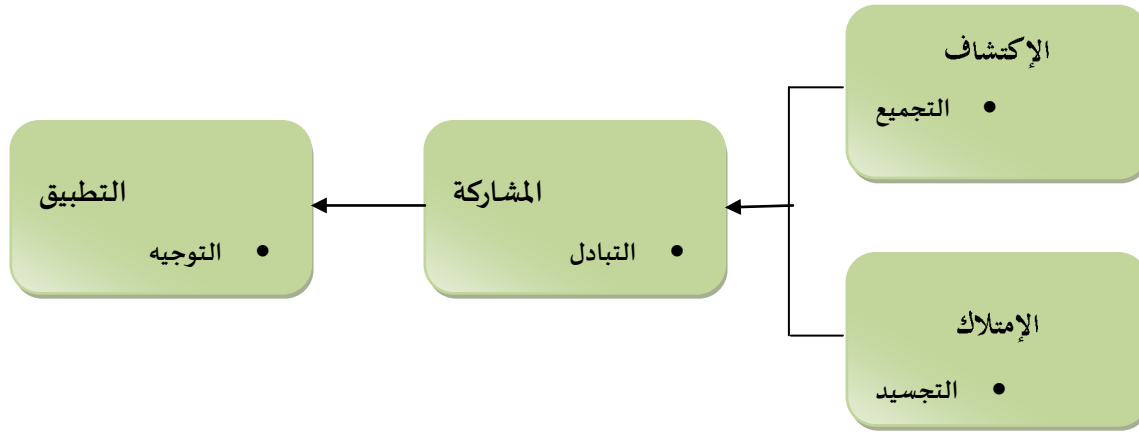 الإكتشاف
• التجميع
الإمتلاك
• التجسيد
المشاركة
• التبادل
التطبيق
• التوجيه